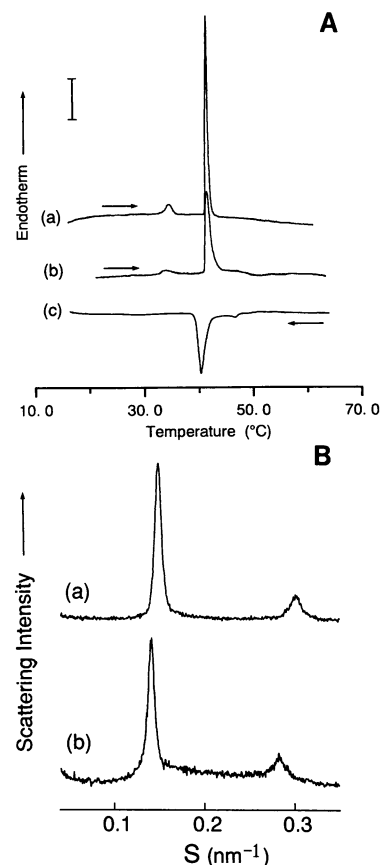 A
Endotherm
(a)
(b)
(c)
10. 0 30. 0 50. 0 70. 0
Temperature (°C)
B
Scattering Intensity
(a)
(b)
0.1 0.2 0.3
S (nm⁻¹)